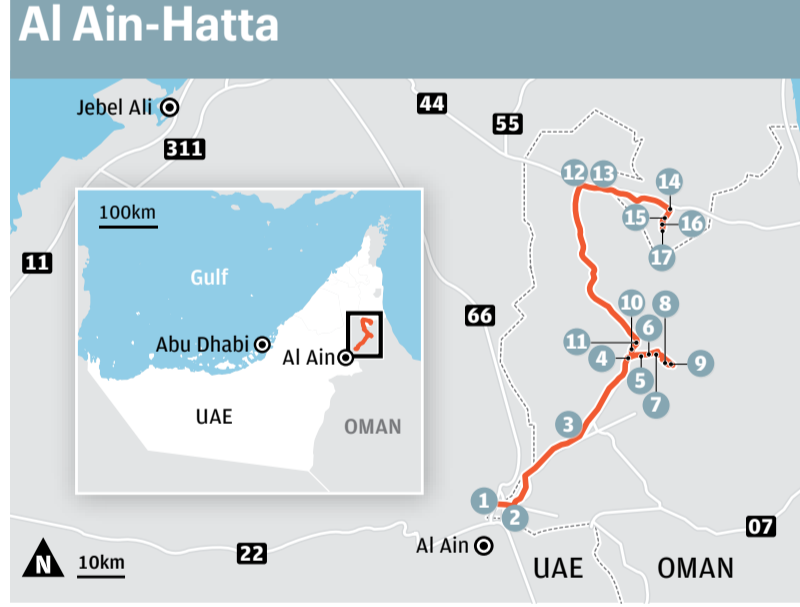 Al Ain-Hatta
Jebel Ali
44
55
311
12
13
14
100km
15
16
17
11
Gulf
10
8
66
6
Abu Dhabi
11
Al Ain
4
9
5
7
UAE
OMAN
3
1
2
07
Al Ain
22
N
10km
UAE
OMAN